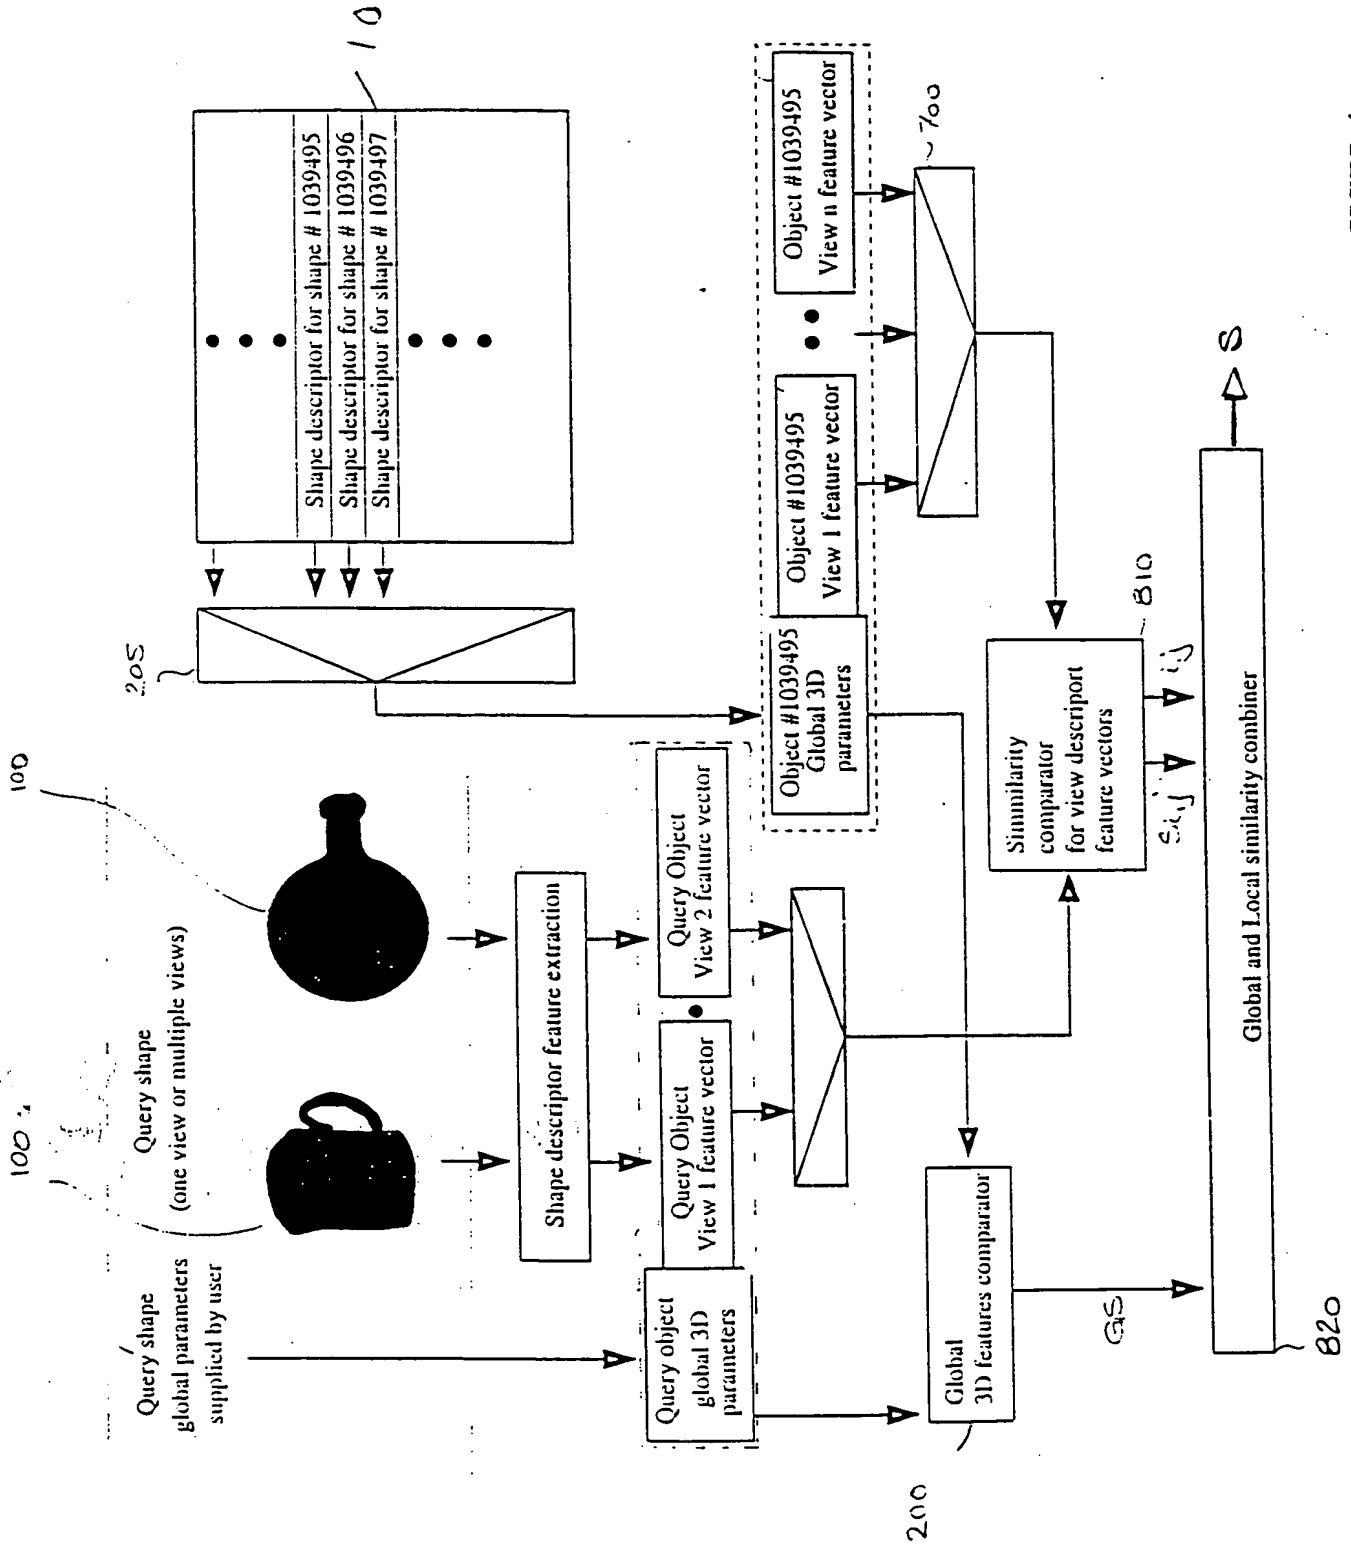 Query shape
global parameters
supplied by user
Query shape
(one view or multiple views)
100
100
205
10
Shape descriptor for shape # 1039495
Shape descriptor for shape # 1039496
Shape descriptor for shape # 1039497
Shape descriptor feature extraction
Query object
global 3D
parameters
Query Object
View 1 feature vector
Query Object
View 2 feature vector
Object #1039495
Global 3D
parameters
Object #1039495
View 1 feature vector
Object #1039495
View n feature vector
700
200
Global
3D features comparator
Simmilarity
comparator
for view descriport
feature vectors
810
GS
Si,j
i,j
Global and Local similarity combiner
820
S